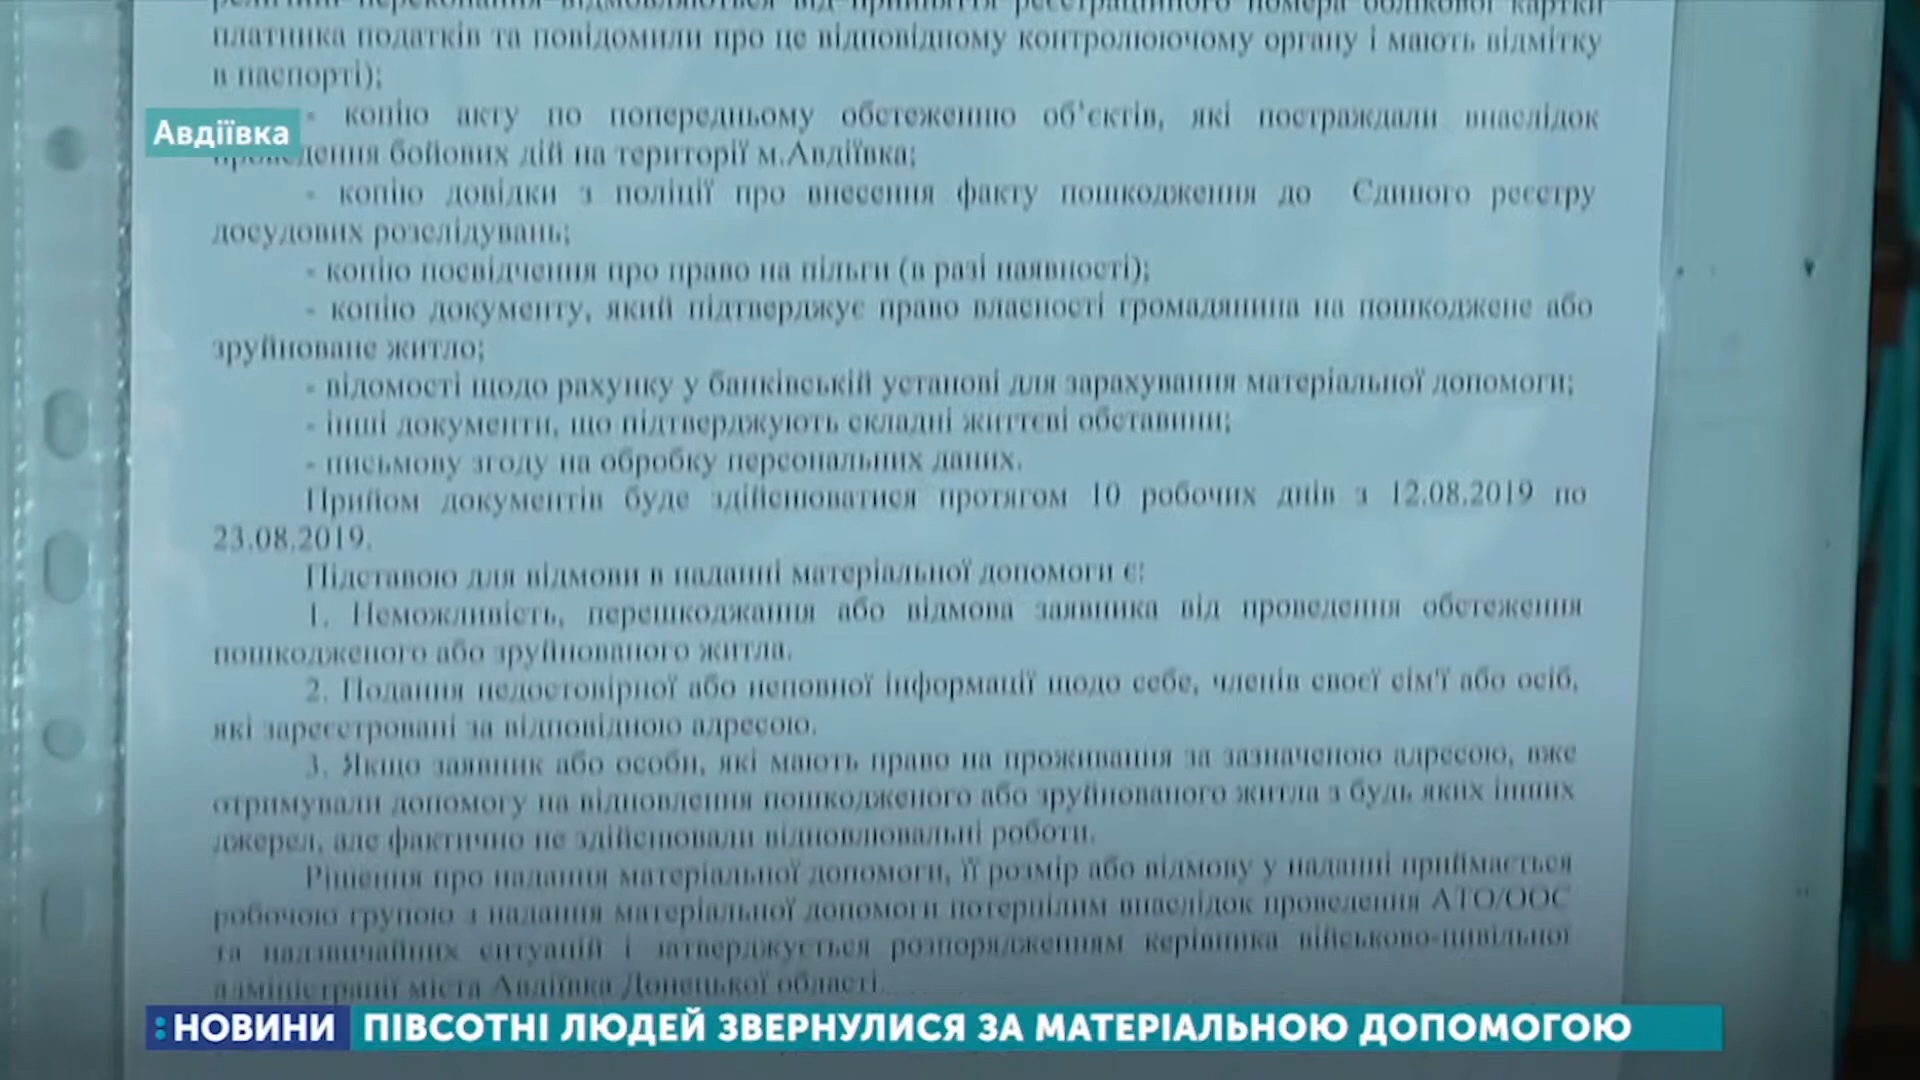 релігійні переконання відмовляються від прийняття реєстраційного номера облікової картки
платника податків та повідомили про це відповідному контролюючому органу і мають відмітку
в паспорті);
Авдіївка
- копію акту по попередньому обстеженню об'єктів, які постраждали внаслідок
проведення бойових дій на території м.Авдіївка;
- копію довідки з поліції про внесення факту пошкодження до Єдиного реєстру
досудових розслідувань;
- копію посвідчення про право на пільги (в разі наявності);
- копію документу, який підтверджує право власності громадянина на пошкоджене або
зруйноване житло;
- відомості щодо рахунку у банківській установі для зарахування матеріальної допомоги;
- інші документи, що підтверджують складні життєві обставини;
- письмову згоду на обробку персональних даних.
Прийом документів буде здійснюватися протягом 10 робочих днів з 12.08.2019 по
23.08.2019.
Підставою для відмови в наданні матеріальної допомоги є:
1. Неможливість, перешкоджання або відмова заявника від проведення обстеження
пошкодженого або зруйнованого житла.
2. Подання недостовірної або неповної інформації щодо себе, членів своєї сім'ї або осіб,
які зареєстровані за відповідною адресою.
3. Якщо заявник або особи, які мають право на проживання за зазначеною адресою, вже
отримували допомогу на відновлення пошкодженого або зруйнованого житла з будь яких інших
джерел, але фактично не здійснювали відновлювальні роботи.
Рішення про надання матеріальної допомоги, її розмір або відмову у наданні приймається
робочою групою з надання матеріальної допомоги потерпілим внаслідок проведення АТО/ООС
та надзвичайних ситуацій і затверджується розпорядженням керівника військово-цивільної
адміністрації міста Авдіївка Донецької області.
НОВИНИ ПІВСОТНІ ЛЮДЕЙ ЗВЕРНУЛИСЯ ЗА МАТЕРІАЛЬНОЮ ДОПОМОГОЮ